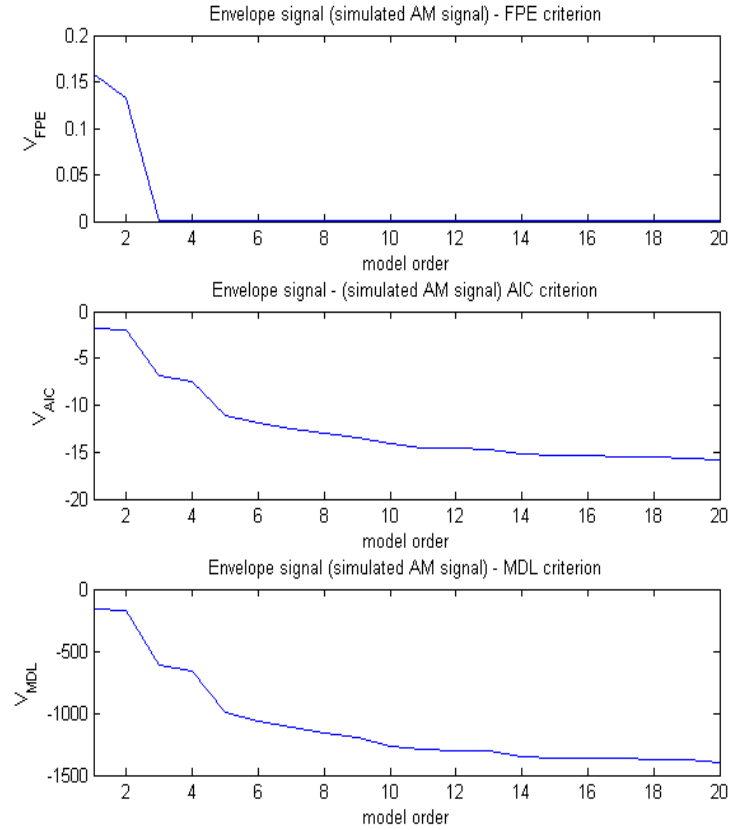 Envelope signal (simulated AM signal) - FPE criterion
0.2
0.15
0.1
0.05
0
V_FPE
2 4 6 8 10 12 14 16 18 20
model order
Envelope signal - (simulated AM signal) AIC criterion
0
-5
-10
-15
-20
V_AIC
2 4 6 8 10 12 14 16 18 20
model order
Envelope signal (simulated AM signal) - MDL criterion
0
-500
-1000
-1500
V_MDL
2 4 6 8 10 12 14 16 18 20
model order